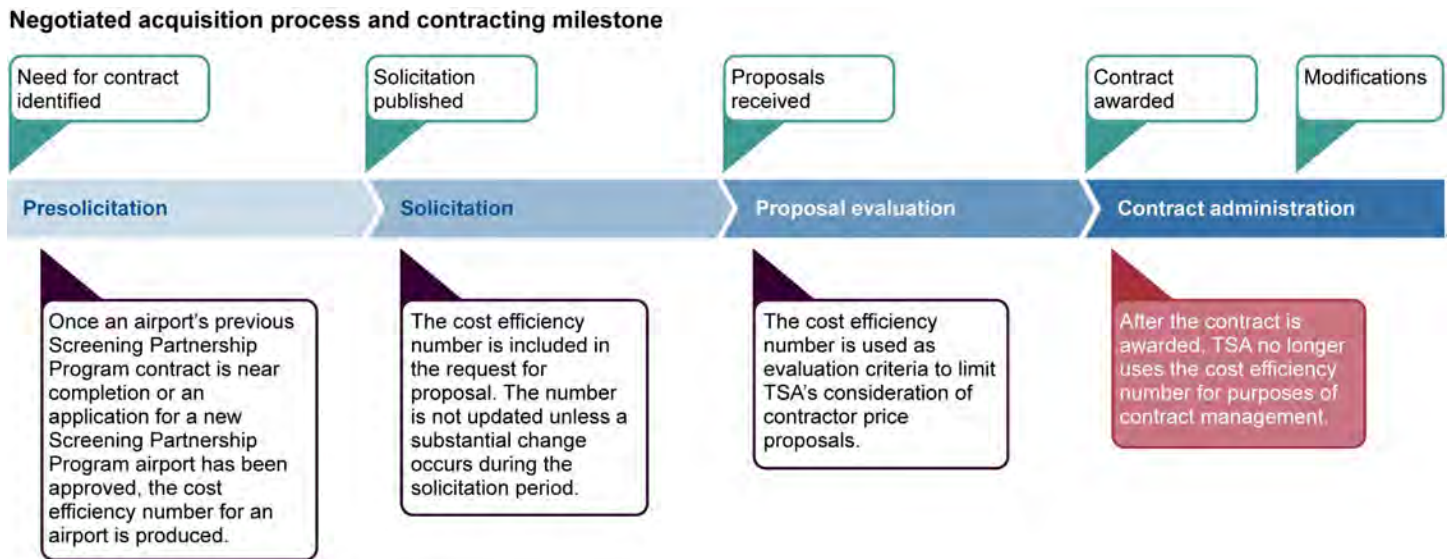 Negotiated acquisition process and contracting milestone
Need for contract
identified
Solicitation
published
Proposals
received
Contract
awarded
Modifications
Presolicitation
Solicitation
Proposal evaluation
Contract administration
Once an airport's previous
Screening Partnership
Program contract is near
completion or an
application for a new
Screening Partnership
Program airport has been
approved, the cost
efficiency number for an
airport is produced.
The cost efficiency
number is included in
the request for
proposal. The number
is not updated unless a
substantial change
occurs during the
solicitation period.
The cost efficiency
number is used as
evaluation criteria to limit
TSA's consideration of
contractor price
proposals.
After the contract is
awarded, TSA no longer
uses the cost efficiency
number for purposes of
contract management.